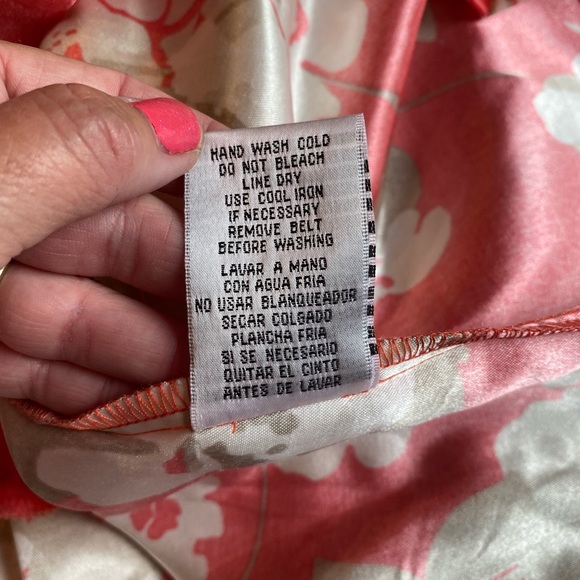 HAND WASH COLD
DO NOT BLEACH
LINE DRY
USE COOL IRON
IF NECESSARY
REMOVE BELT
BEFORE WASHING
LAVAR A MANO
CON AGUA FRIA
NO USAR BLANQUEADOR
SECAR COLGADO
PLANCHA FRIA
SI SE NECESARIO
QUITAR EL CINTO
ANTES DE LAVAR